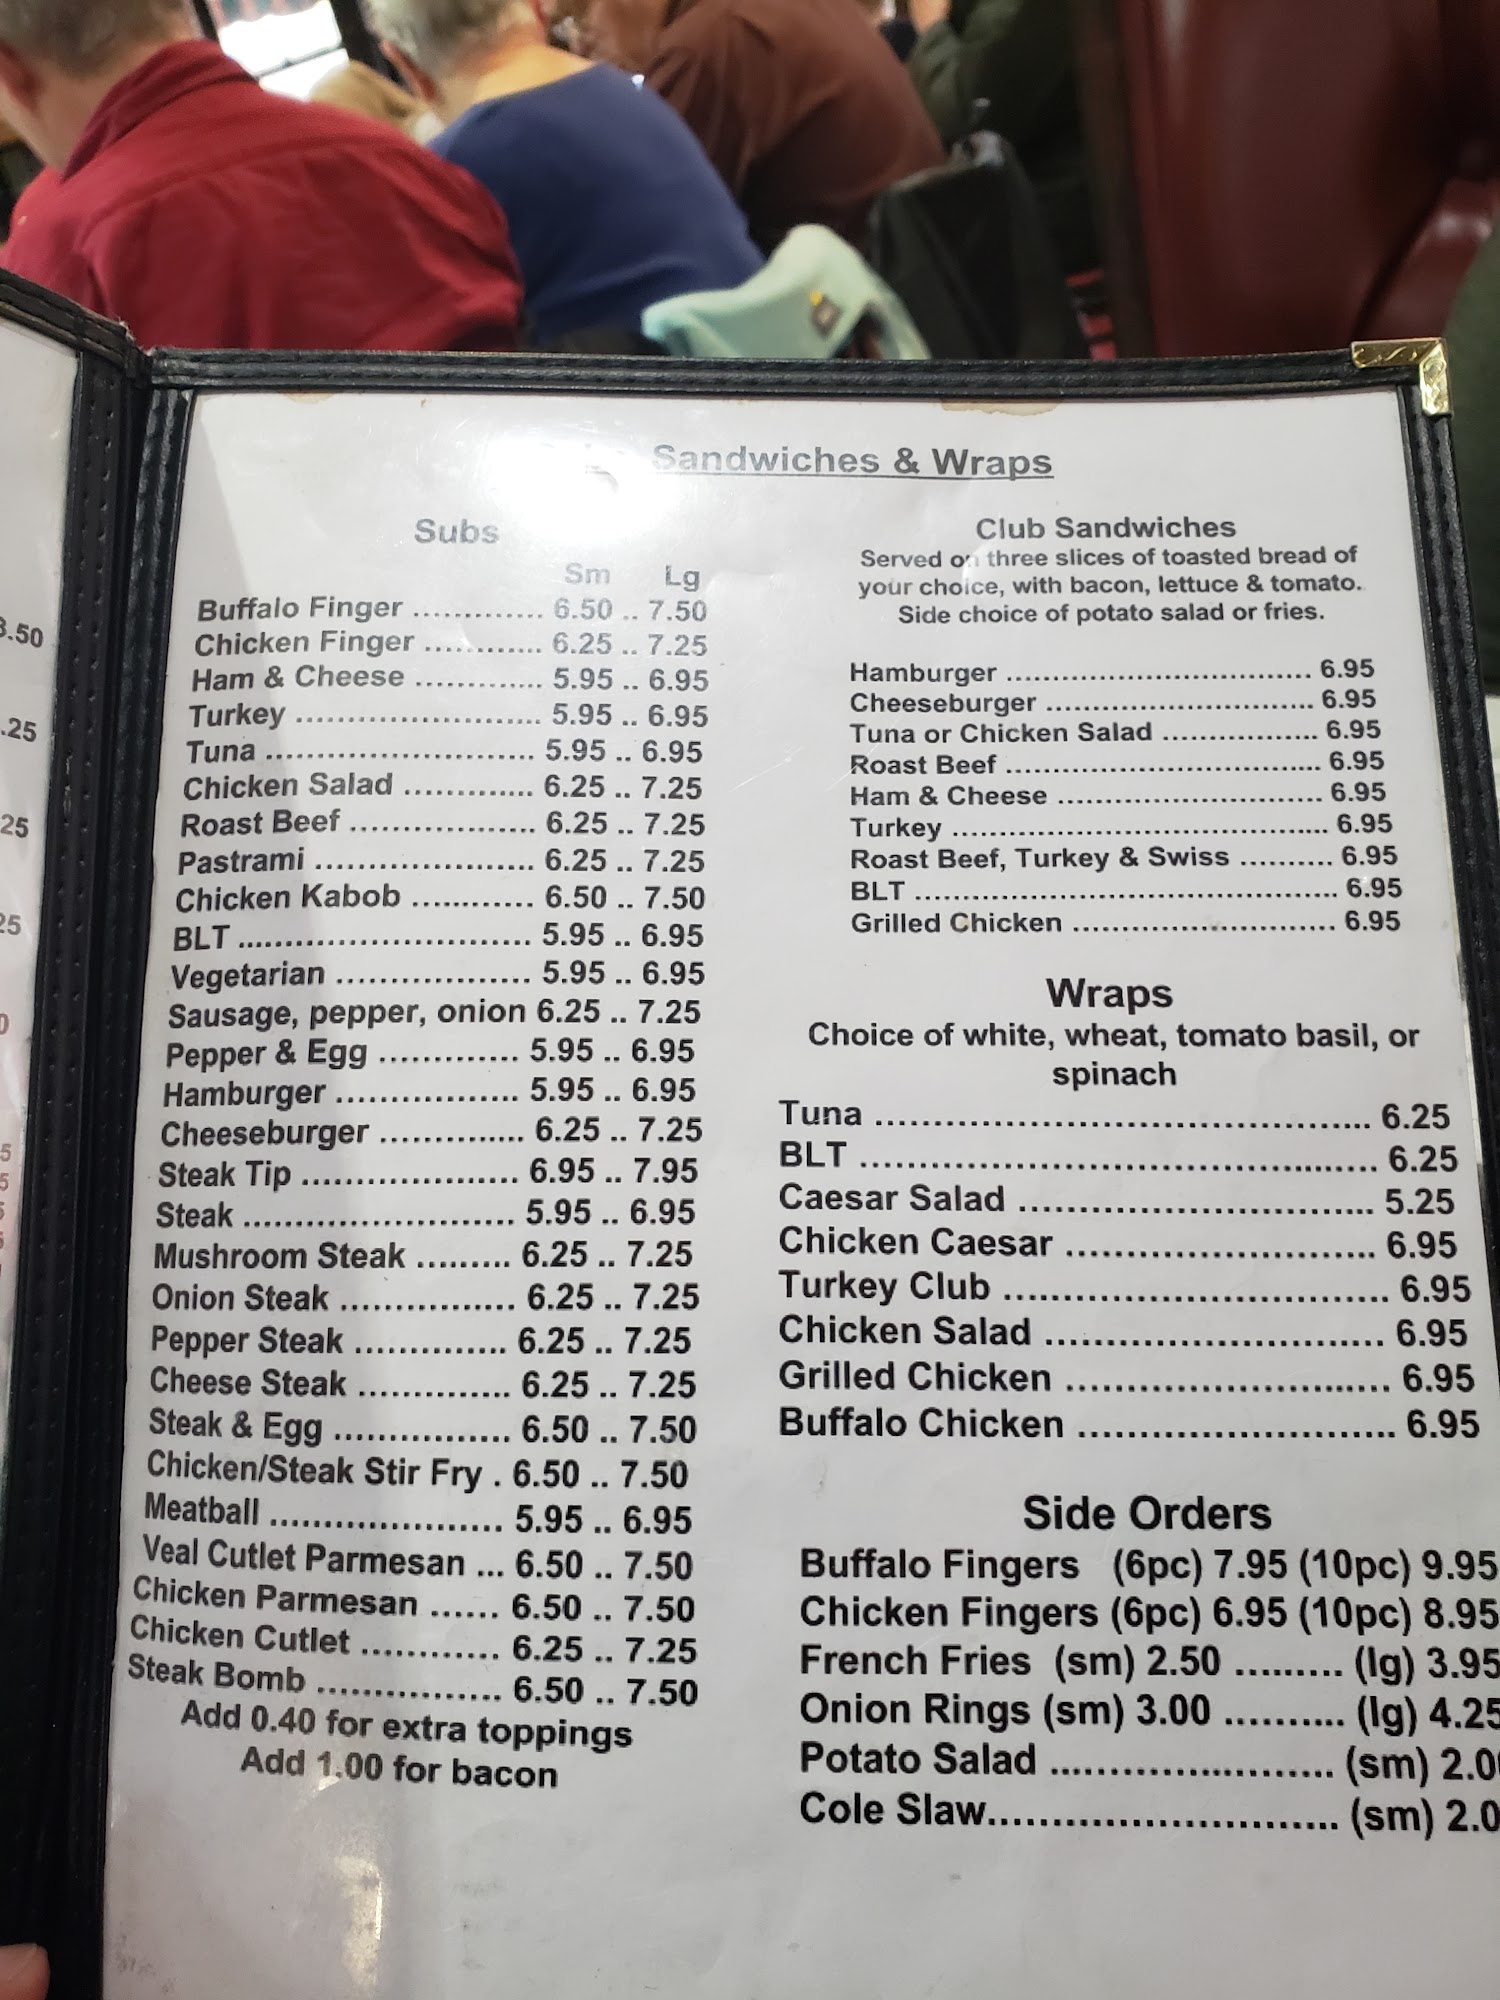 Sandwiches & Wraps
Subs
Sm Lg
Buffalo Finger ............. 6.50 .. 7.50
Chicken Finger ............ 6.25 .. 7.25
Ham & Cheese ............. 5.95 .. 6.95
Turkey ......................... 5.95 .. 6.95
Tuna ........................... 5.95 .. 6.95
Chicken Salad ............. 6.25 .. 7.25
Roast Beef ................... 6.25 .. 7.25
Pastrami ...................... 6.25 .. 7.25
Chicken Kabob ............ 6.50 .. 7.50
BLT .............................. 5.95 .. 6.95
Vegetarian .................... 5.95 .. 6.95
Sausage, pepper, onion 6.25 .. 7.25
Pepper & Egg ............. 5.95 .. 6.95
Hamburger .................. 5.95 .. 6.95
Cheeseburger .............. 6.25 .. 7.25
Steak Tip ..................... 6.95 .. 7.95
Steak .......................... 5.95 .. 6.95
Mushroom Steak ......... 6.25 .. 7.25
Onion Steak ................. 6.25 .. 7.25
Pepper Steak ............... 6.25 .. 7.25
Cheese Steak ............... 6.25 .. 7.25
Steak & Egg ................. 6.50 .. 7.50
Chicken/Steak Stir Fry . 6.50 .. 7.50
Meatball ....................... 5.95 .. 6.95
Veal Cutlet Parmesan ... 6.50 .. 7.50
Chicken Parmesan ...... 6.50 .. 7.50
Chicken Cutlet ............ 6.25 .. 7.25
Steak Bomb ................. 6.50 .. 7.50
Add 0.40 for extra toppings
Add 1.00 for bacon
Club Sandwiches
Served on three slices of toasted bread of
your choice, with bacon, lettuce & tomato.
Side choice of potato salad or fries.
Hamburger ................................. 6.95
Cheeseburger ............................. 6.95
Tuna or Chicken Salad ................. 6.95
Roast Beef .................................. 6.95
Ham & Cheese ............................. 6.95
Turkey ........................................ 6.95
Roast Beef, Turkey & Swiss .......... 6.95
BLT ............................................. 6.95
Grilled Chicken ............................ 6.95
Wraps
Choice of white, wheat, tomato basil, or
spinach
Tuna ........................................... 6.25
BLT ............................................. 6.25
Caesar Salad ............................... 5.25
Chicken Caesar ........................... 6.95
Turkey Club ................................. 6.95
Chicken Salad ............................. 6.95
Grilled Chicken ............................ 6.95
Buffalo Chicken ........................... 6.95
Side Orders
Buffalo Fingers (6pc) 7.95 (10pc) 9.95
Chicken Fingers (6pc) 6.95 (10pc) 8.95
French Fries (sm) 2.50 ......... (lg) 3.95
Onion Rings (sm) 3.00 .......... (lg) 4.25
Potato Salad ......................... (sm) 2.0
Cole Slaw.............................. (sm) 2.0
.50
.25
25
25